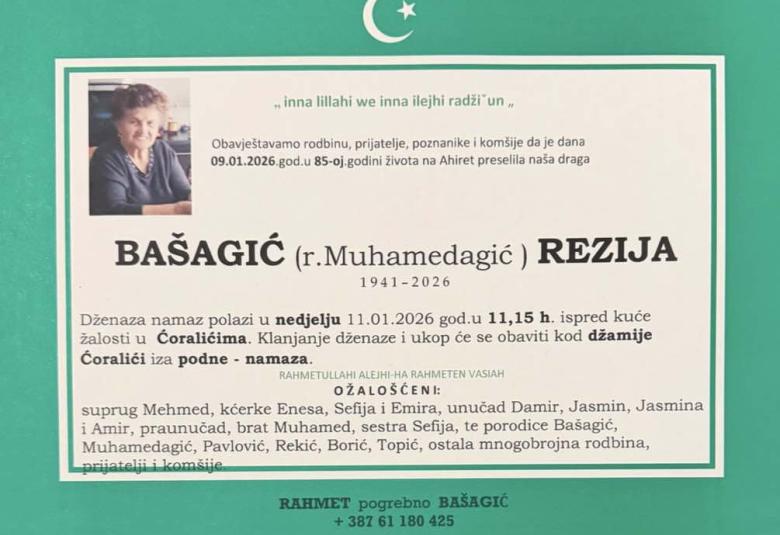 „ inna lillahi we inna ilejhi radži˘un „
Obavještavamo rodbinu, prijatelje, poznanike i komšije da je dana
09.01.2026.god.u 85-oj.godini života na Ahiret preselila naša draga
BAŠAGIĆ (r.Muhamedagić ) REZIJA
1941-2026
Dženaza namaz polazi u nedjelju 11.01.2026 god.u 11,15 h. ispred kuće
žalosti u Ćoralićima. Klanjanje dženaze i ukop će se obaviti kod džamije
Ćoralići iza podne - namaza.
RAHMETULLAHI ALEJHI-HA RAHMETEN VASIAH
OŽALOŠĆENI:
suprug Mehmed, kćerke Enesa, Sefija i Emira, unučad Damir, Jasmin, Jasmina
i Amir, praunučad, brat Muhamed, sestra Sefija, te porodice Bašagić,
Muhamedagić, Pavlović, Rekić, Borić, Topić, ostala mnogobrojna rodbina,
prijatelji i komšije.
RAHMET pogrebno BAŠAGIĆ
+ 387 61 180 425